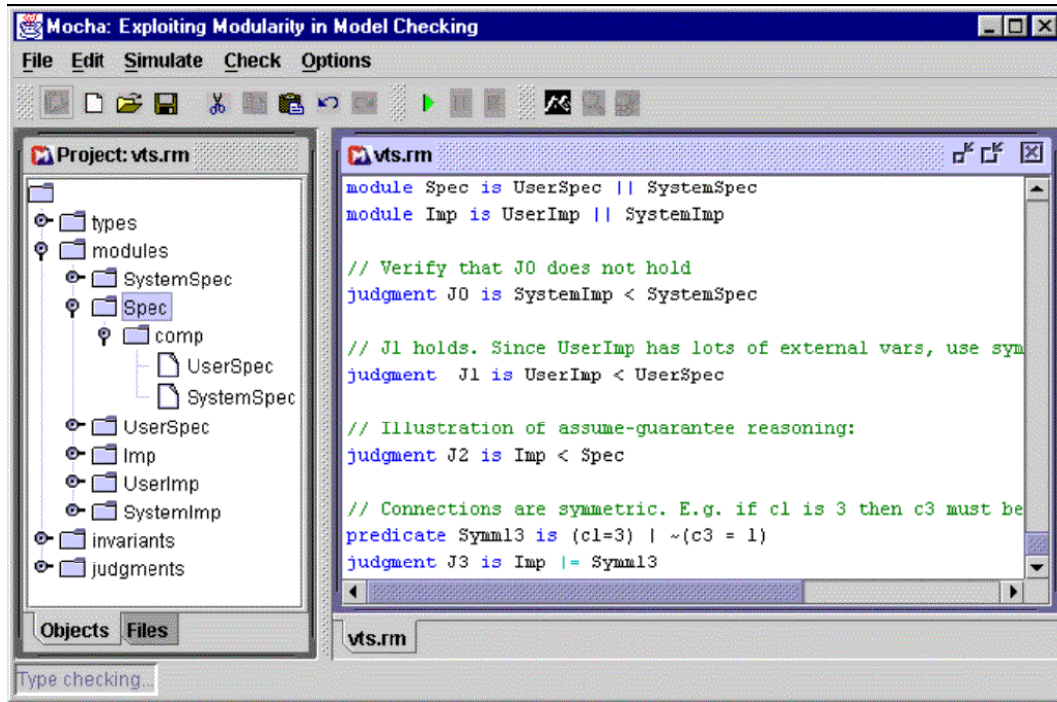 Mocha: Exploiting Modularity in Model Checking
File Edit Simulate Check Options
Project: vts.rm
types
modules
SystemSpec
Spec
comp
UserSpec
SystemSpec
UserSpec
Imp
UserImp
SystemImp
invariants
judgments
Objects Files
vts.rm
module Spec is UserSpec || SystemSpec
module Imp is UserImp || SystemImp
// Verify that J0 does not hold
judgment J0 is SystemImp < SystemSpec
// J1 holds. Since UserImp has lots of external vars, use sym
judgment J1 is UserImp < UserSpec
// Illustration of assume-guarantee reasoning:
judgment J2 is Imp < Spec
// Connections are symmetric. E.g. if c1 is 3 then c3 must be
predicate Symm13 is (c1=3) | ~(c3 = 1)
judgment J3 is Imp |= Symm13
vts.rm
Type checking...